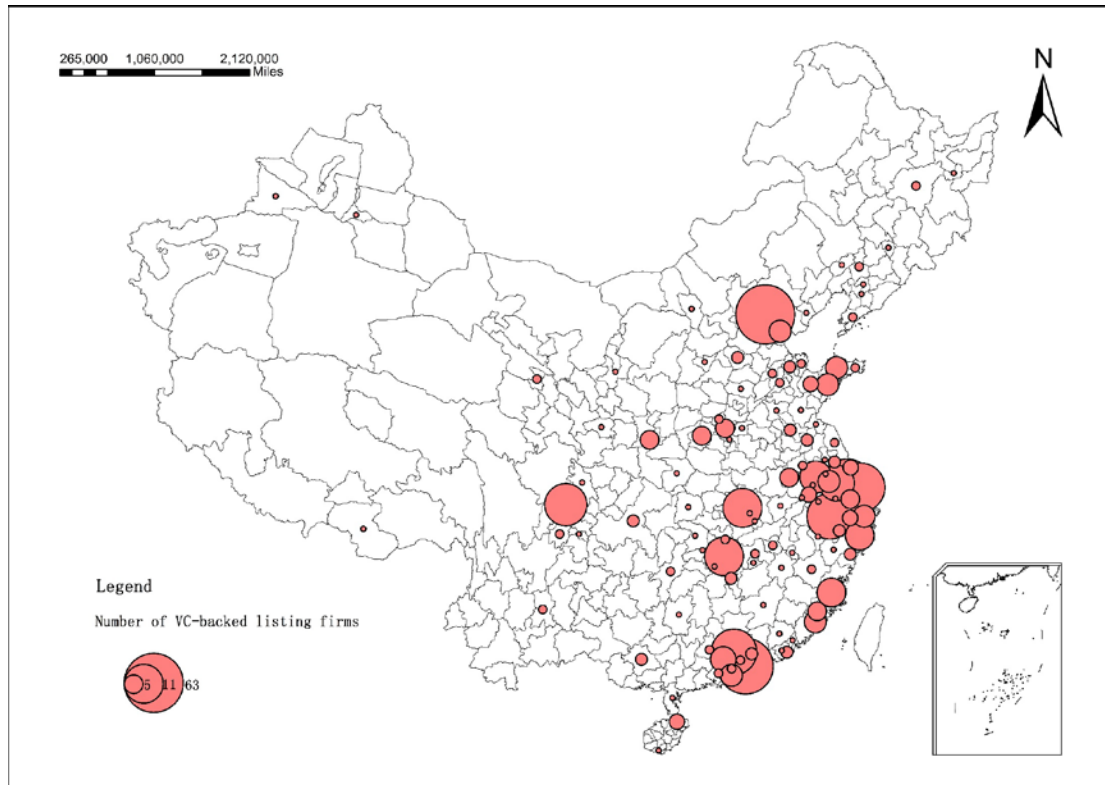 265,000 1,060,000 2,120,000
Miles
N
Legend
Number of VC-backed listing firms
5 11 63